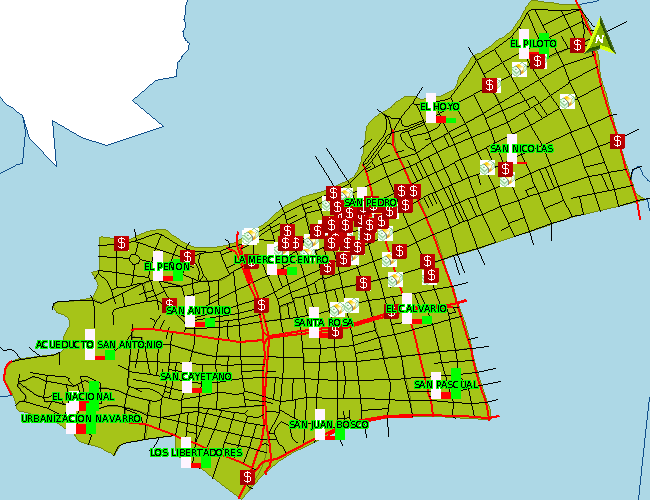 EL PILOTO
N
EL HOYO
SAN NICOLAS
SAN PEDRO
LA MERCED
CENTRO
EL PEÑON
SAN ANTONIO
EL CALVARIO
SANTA ROSA
ACUEDUCTO SAN ANTONIO
SAN CAYETANO
SAN PASCUAL
EL NACIONAL
URBANIZACION NAVARRO
SAN JUAN BOSCO
LOS LIBERTADORES